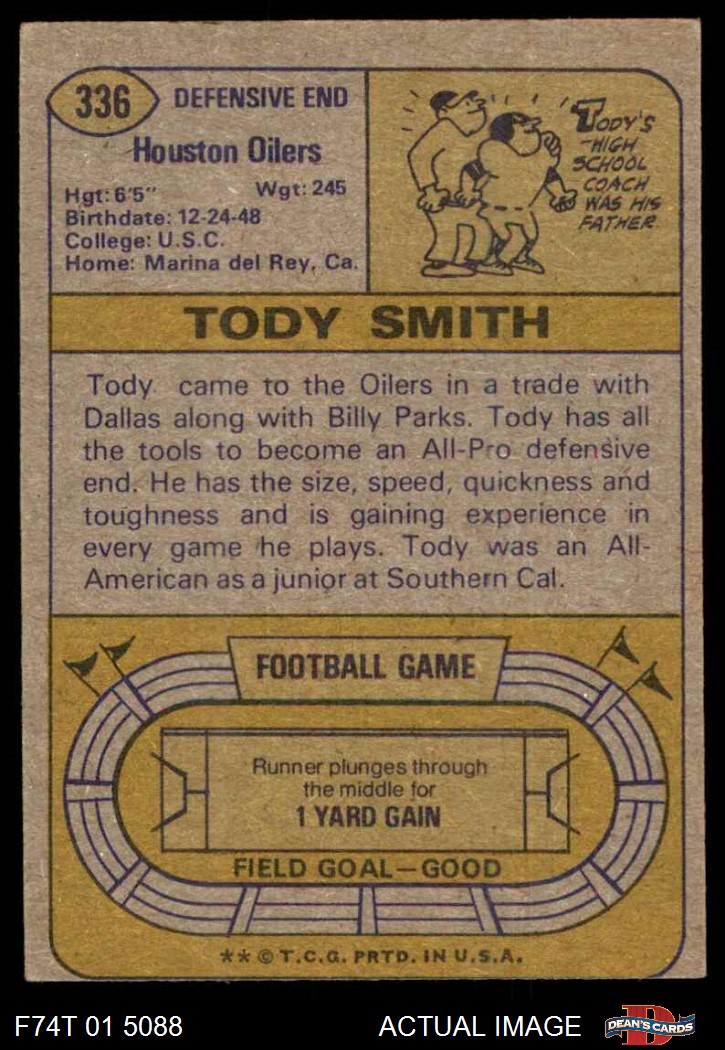 336
DEFENSIVE END
Houston Oilers
Hgt: 6'5" Wgt: 245
Birthdate: 12-24-48
College: U.S.C.
Home: Marina del Rey, Ca.
TODY'S
HIGH
SCHOOL
COACH
WAS HIS
FATHER.
TODY SMITH
Tody came to the Oilers in a trade with
Dallas along with Billy Parks. Tody has all
the tools to become an All-Pro defensive
end. He has the size, speed, quickness and
toughness and is gaining experience in
every game he plays. Tody was an All-
American as a junior at Southern Cal.
FOOTBALL GAME
Runner plunges through
the middle for
1 YARD GAIN
FIELD GOAL—GOOD
** © T.C.G. PRTD. IN U.S.A.
F74T 01 5088 ACTUAL IMAGE
D
DEAN'S CARDS